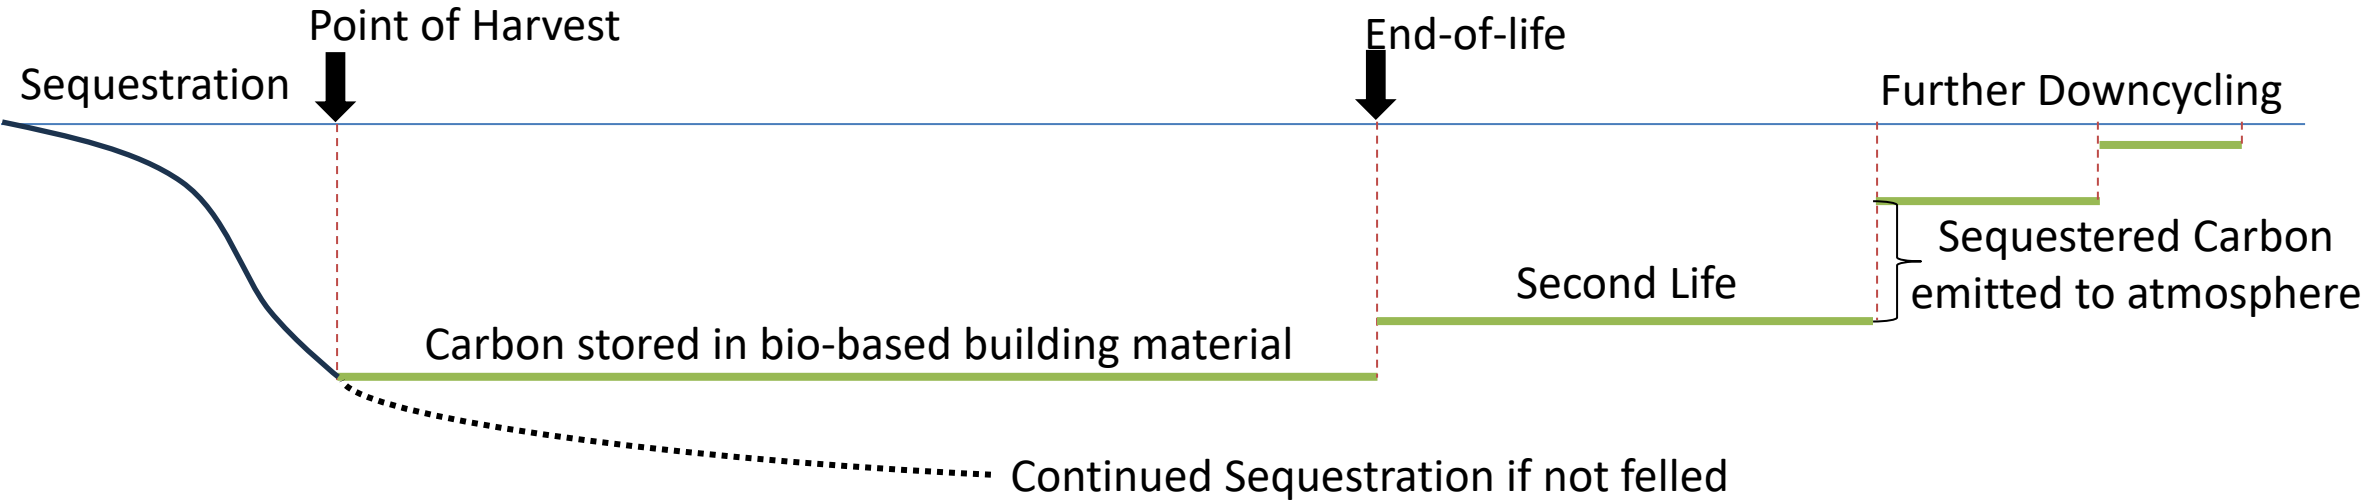 Point of Harvest
End-of-life
Sequestration
Further Downcycling
Sequestered Carbon
emitted to atmosphere
Second Life
Carbon stored in bio-based building material
Continued Sequestration if not felled